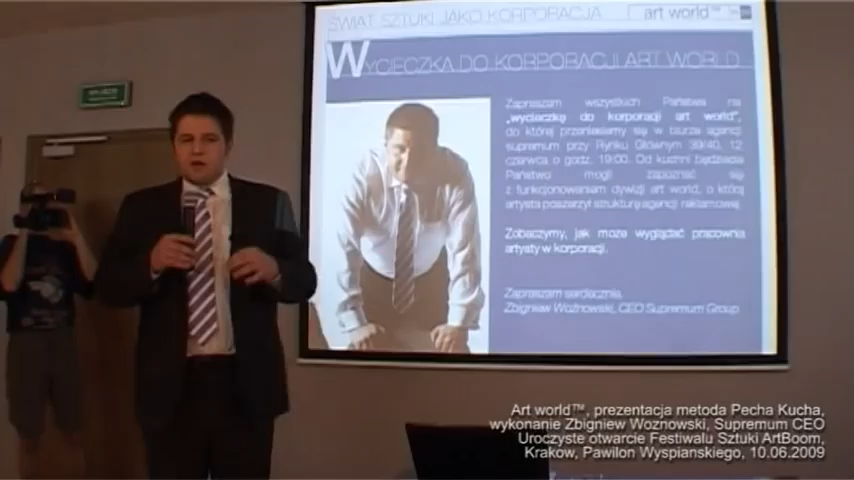 ŚWIAT SZTUKI JAKO KORPORACJA
art world™
WYCIECZKA DO KORPORACJI ART WORLD
Zapraszam wszystkich Państwa na
„wycieczkę do korporacji art world",
do której przeniesiemy się w biurze agencji
supremum przy Rynku Głównym 39/40, 12
czerwca o godz. 19:00. Od kuchni będziecie
Państwo mogli zapoznać się
z funkcjonowaniem dywizji art world, o którą
artysta poszerzył strukturę agencji reklamowej.
Zobaczymy, jak może wyglądać pracownia
artysty w korporacji.
Zapraszam serdecznie,
Zbigniew Woźnowski, CEO Supremum Group
Art world™, prezentacja metoda Pecha Kucha,
wykonanie Zbigniew Woznowski, Supremum CEO
Uroczyste otwarcie Festiwalu Sztuki ArtBoom,
Kraków, Pawilon Wyspianskiego, 10.06.2009